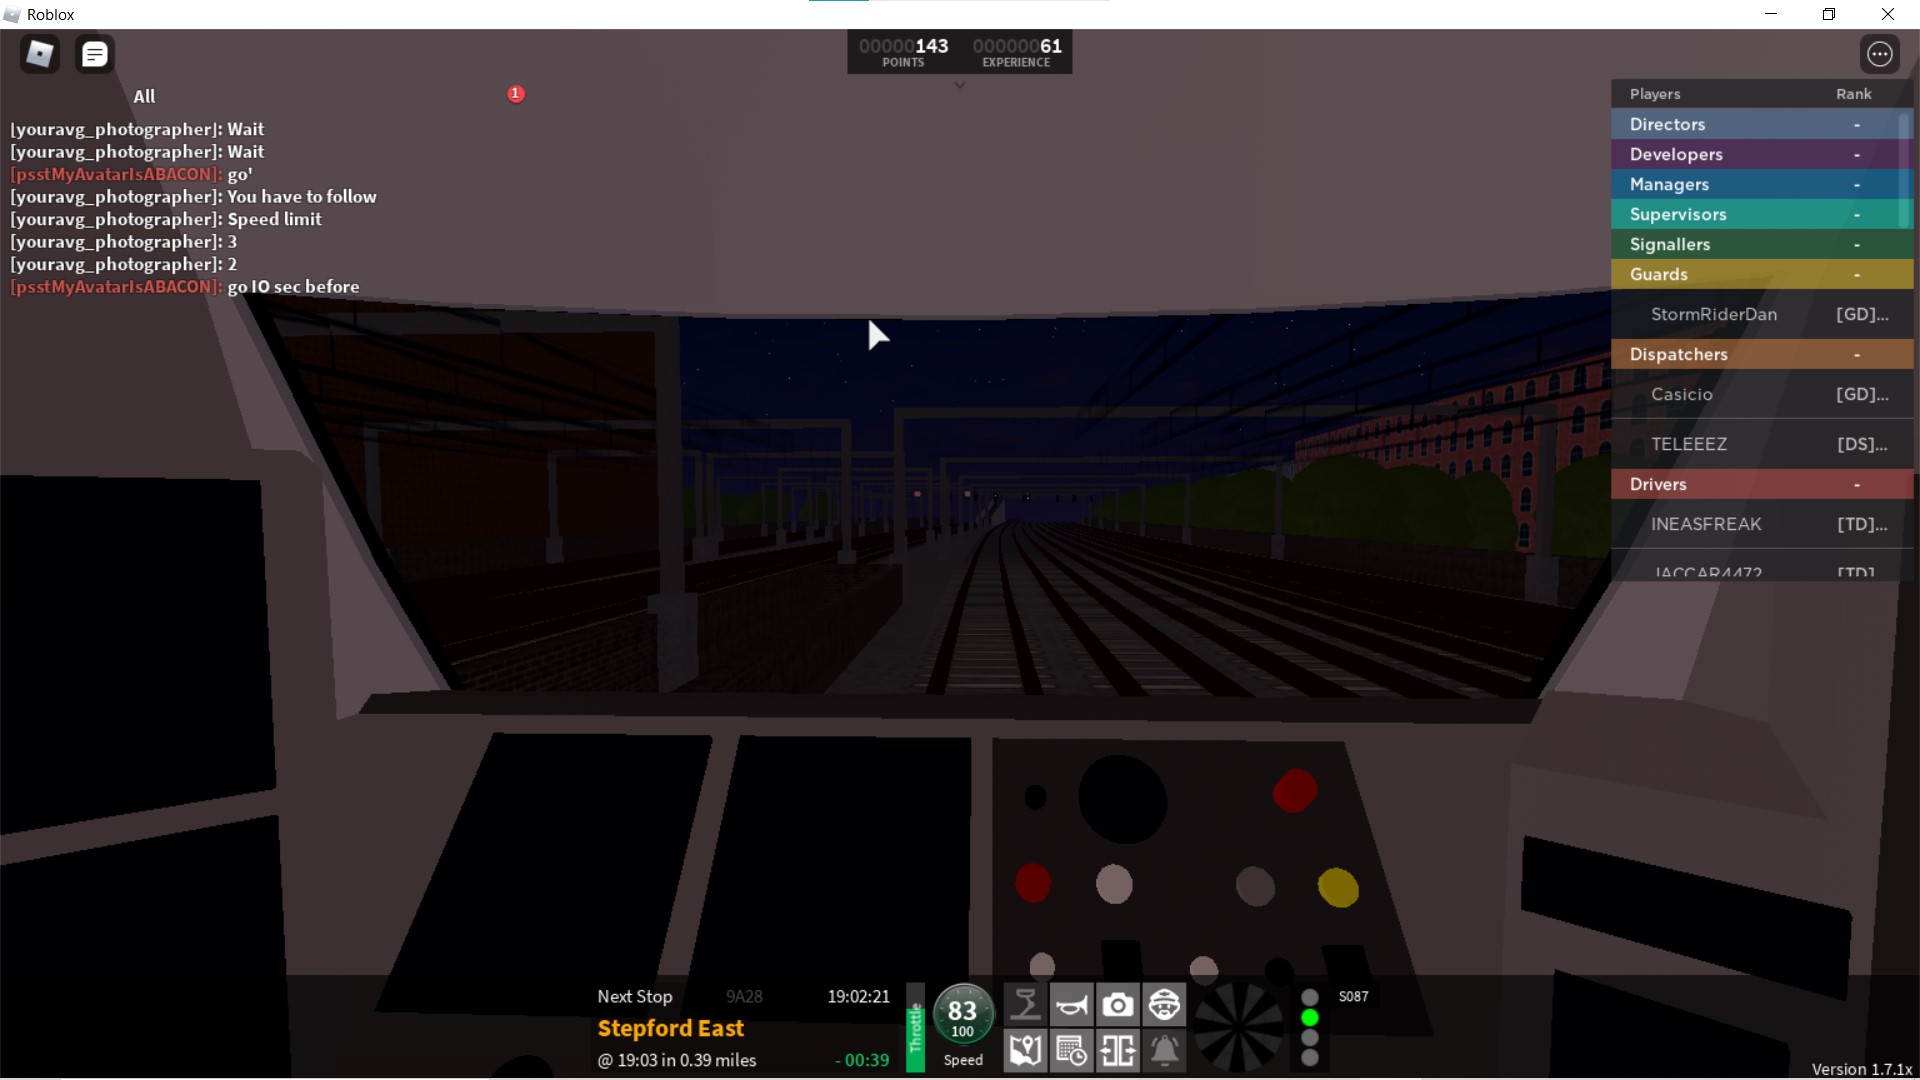 Roblox
00000143
POINTS
00000061
EXPERIENCE
All
1
[youravg_photographer]: Wait
[youravg_photographer]: Wait
[psstMyAvatarIsABACON]: go'
[youravg_photographer]: You have to follow
[youravg_photographer]: Speed limit
[youravg_photographer]: 3
[youravg_photographer]: 2
[psstMyAvatarIsABACON]: go IO sec before
Players Rank
Directors -
Developers -
Managers -
Supervisors -
Signallers -
Guards -
StormRiderDan [GD]...
Dispatchers -
Casicio [GD]...
TELEEEZ [DS]...
Drivers -
INEASFREAK [TD]...
JACCAR4472 [TD]
Next Stop 9A28 19:02:21
Stepford East
@ 19:03 in 0.39 miles - 00:39
Throttle
83
100
Speed
S087
Version 1.7.1x